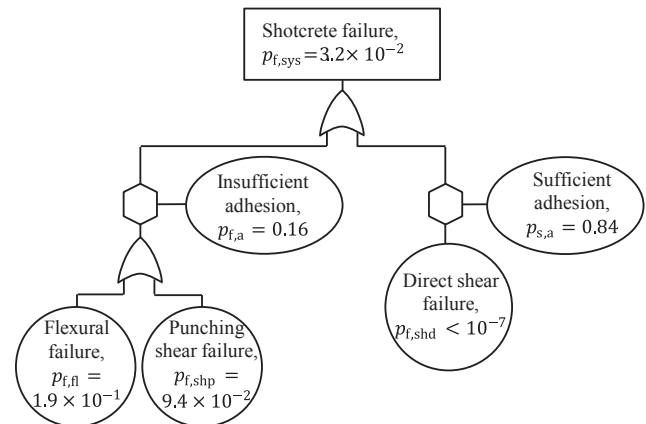 Shotcrete failure,
p_f,sys =3.2× 10⁻²
Insufficient
adhesion,
p_f,a = 0.16
Sufficient
adhesion,
p_s,a = 0.84
Direct shear
failure,
p_f,shd < 10⁻⁷
Flexural
failure,
p_f,fl =
1.9 × 10⁻¹
Punching
shear failure,
p_f,shp =
9.4 × 10⁻²